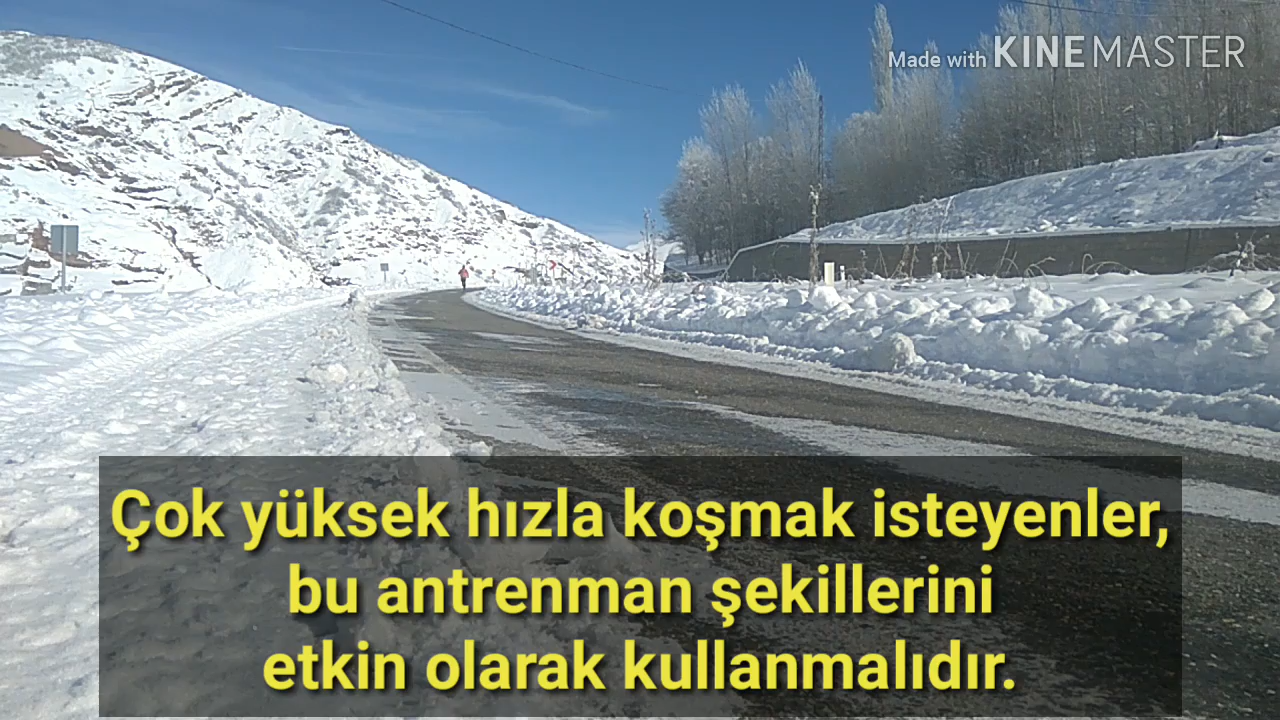 Made with KINEMASTER
Çok yüksek hızla koşmak isteyenler,
bu antrenman şekillerini
etkin olarak kullanmalıdır.